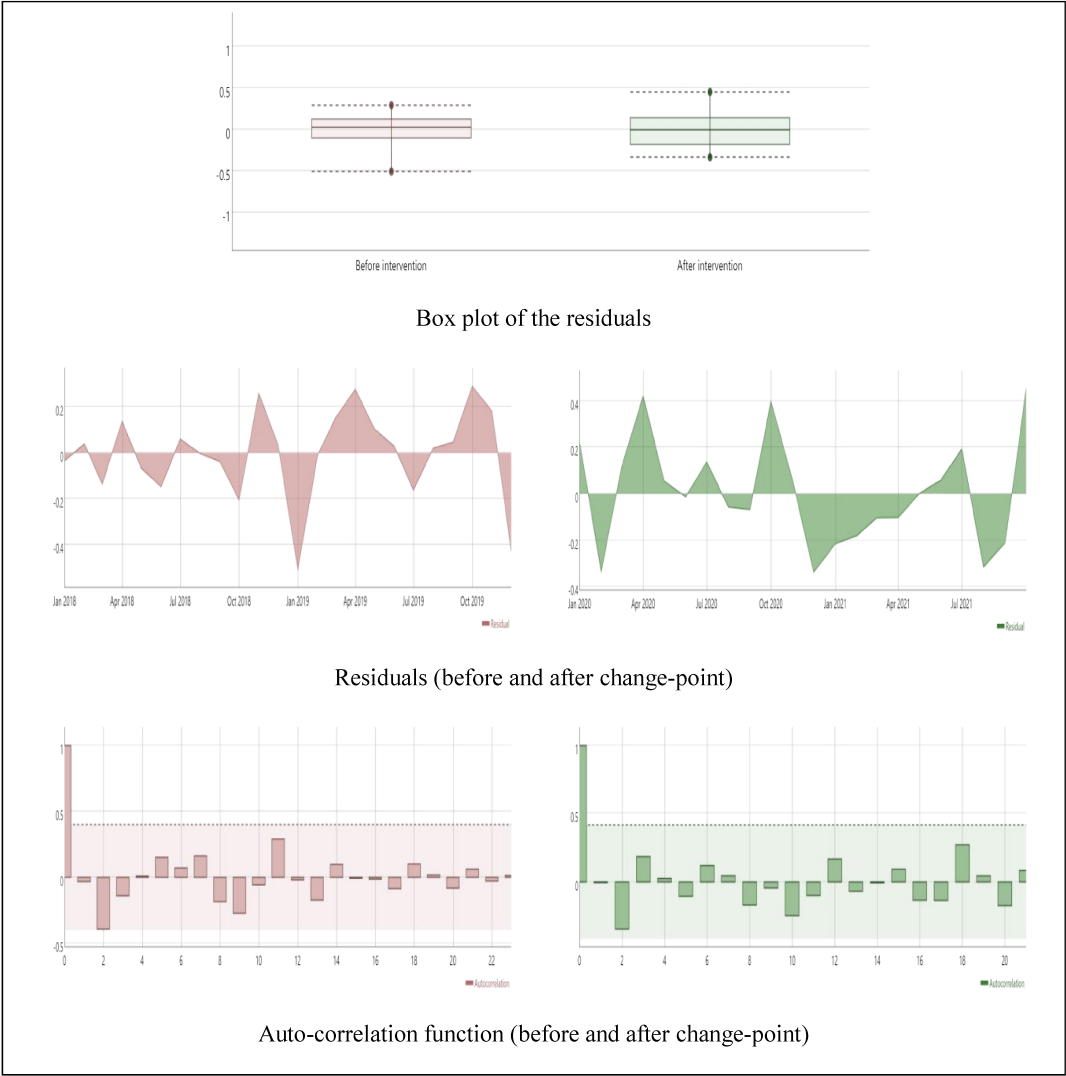 1
0.5
0
-0.5
-1
Before intervention
After intervention
Box plot of the residuals
0.2
0
-0.2
-0.4
Jan 2018
Apr 2018
Jul 2018
Oct 2018
Jan 2019
Apr 2019
Jul 2019
Oct 2019
Residual
0.4
0.2
0
-0.2
-0.4
Jan 2020
Apr 2020
Jul 2020
Oct 2020
Jan 2021
Apr 2021
Jul 2021
Residual
Residuals (before and after change-point)
1
0.5
0
-0.5
0 2 4 6 8 10 12 14 16 18 20 22
Autocorrelation
1
0.5
0
0 2 4 6 8 10 12 14 16 18 20
Autocorrelation
Auto-correlation function (before and after change-point)